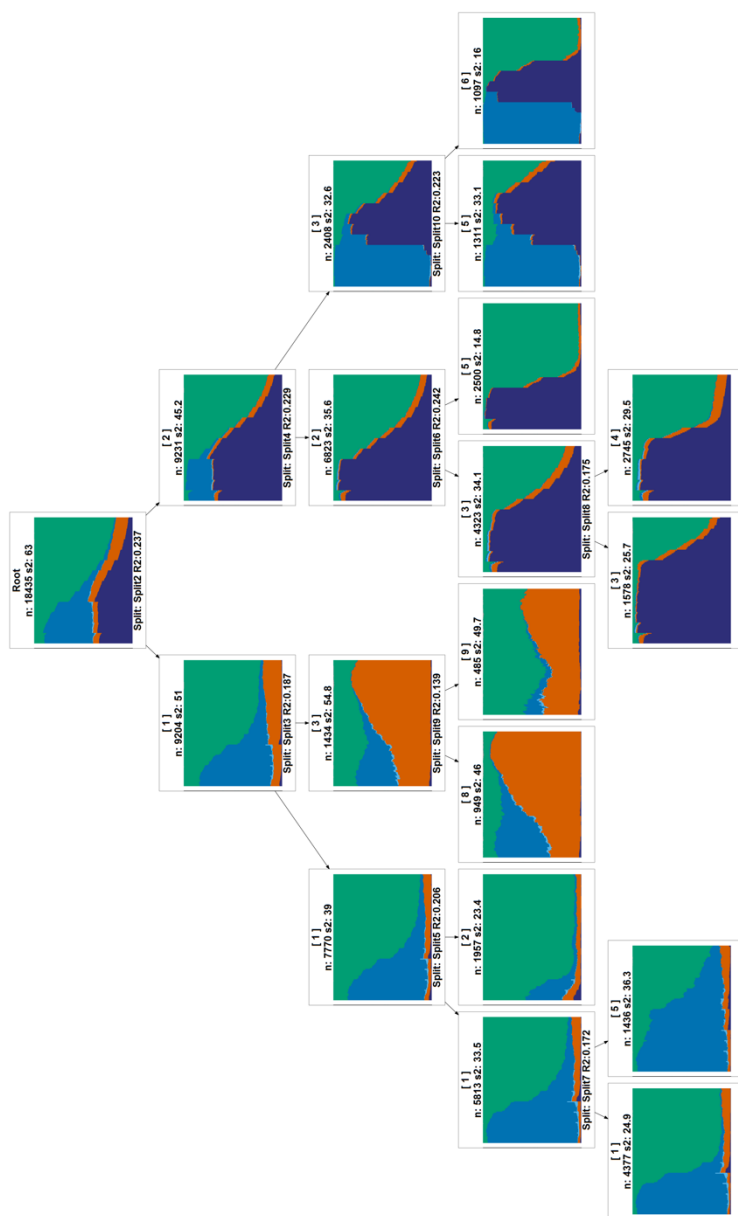 Root
n: 18435 s2: 63
Split: Split2 R2:0.237
[ 1 ]
n: 9204 s2: 51
Split: Split3 R2:0.187
[ 2 ]
n: 9231 s2: 45.2
Split: Split4 R2:0.229
[ 1 ]
n: 7770 s2: 39
Split: Split5 R2:0.206
[ 3 ]
n: 1434 s2: 54.8
Split: Split9 R2:0.139
[ 2 ]
n: 6823 s2: 35.6
Split: Split6 R2:0.242
[ 3 ]
n: 2408 s2: 32.6
Split: Split10 R2:0.223
[ 1 ]
n: 5813 s2: 33.5
Split: Split7 R2:0.172
[ 2 ]
n: 1957 s2: 23.4
[ 8 ]
n: 949 s2: 46
[ 9 ]
n: 485 s2: 49.7
[ 3 ]
n: 4323 s2: 34.1
Split: Split8 R2:0.175
[ 5 ]
n: 2500 s2: 14.8
[ 5 ]
n: 1311 s2: 33.1
[ 6 ]
n: 1097 s2: 16
[ 1 ]
n: 4377 s2: 24.9
[ 5 ]
n: 1436 s2: 36.3
[ 3 ]
n: 1578 s2: 25.7
[ 4 ]
n: 2745 s2: 29.5